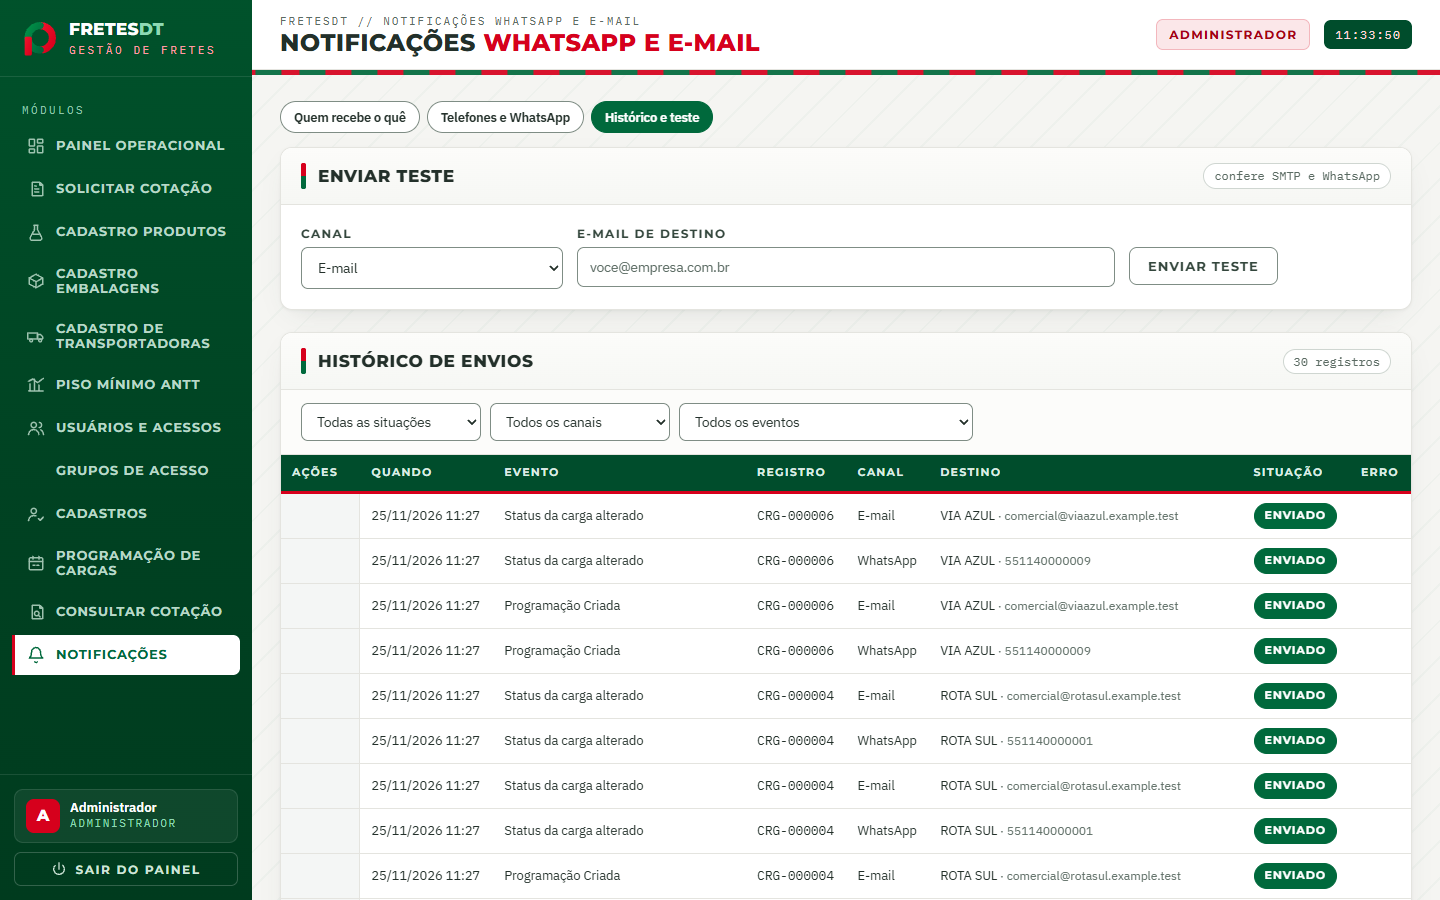 FRETESDT
GESTÃO DE FRETES
MÓDULOS
PAINEL OPERACIONAL
SOLICITAR COTAÇÃO
CADASTRO PRODUTOS
CADASTRO
EMBALAGENS
CADASTRO DE
TRANSPORTADORAS
PISO MÍNIMO ANTT
USUÁRIOS E ACESSOS
GRUPOS DE ACESSO
CADASTROS
PROGRAMAÇÃO DE
CARGAS
CONSULTAR COTAÇÃO
NOTIFICAÇÕES
A
Administrador
ADMINISTRADOR
SAIR DO PAINEL
FRETESDT // NOTIFICAÇÕES WHATSAPP E E-MAIL
NOTIFICAÇÕES WHATSAPP E E-MAIL
ADMINISTRADOR
11:33:50
Quem recebe o quê
Telefones e WhatsApp
Histórico e teste
ENVIAR TESTE
confere SMTP e WhatsApp
CANAL
E-MAIL DE DESTINO
E-mail
voce@empresa.com.br
ENVIAR TESTE
HISTÓRICO DE ENVIOS
30 registros
Todas as situações
Todos os canais
Todos os eventos
AÇÕES QUANDO EVENTO REGISTRO CANAL DESTINO SITUAÇÃO ERRO
25/11/2026 11:27 Status da carga alterado CRG-000006 E-mail VIA AZUL · comercial@viaazul.example.test ENVIADO
25/11/2026 11:27 Status da carga alterado CRG-000006 WhatsApp VIA AZUL · 551140000009 ENVIADO
25/11/2026 11:27 Programação Criada CRG-000006 E-mail VIA AZUL · comercial@viaazul.example.test ENVIADO
25/11/2026 11:27 Programação Criada CRG-000006 WhatsApp VIA AZUL · 551140000009 ENVIADO
25/11/2026 11:27 Status da carga alterado CRG-000004 E-mail ROTA SUL · comercial@rotasul.example.test ENVIADO
25/11/2026 11:27 Status da carga alterado CRG-000004 WhatsApp ROTA SUL · 551140000001 ENVIADO
25/11/2026 11:27 Status da carga alterado CRG-000004 E-mail ROTA SUL · comercial@rotasul.example.test ENVIADO
25/11/2026 11:27 Status da carga alterado CRG-000004 WhatsApp ROTA SUL · 551140000001 ENVIADO
25/11/2026 11:27 Programação Criada CRG-000004 E-mail ROTA SUL · comercial@rotasul.example.test ENVIADO